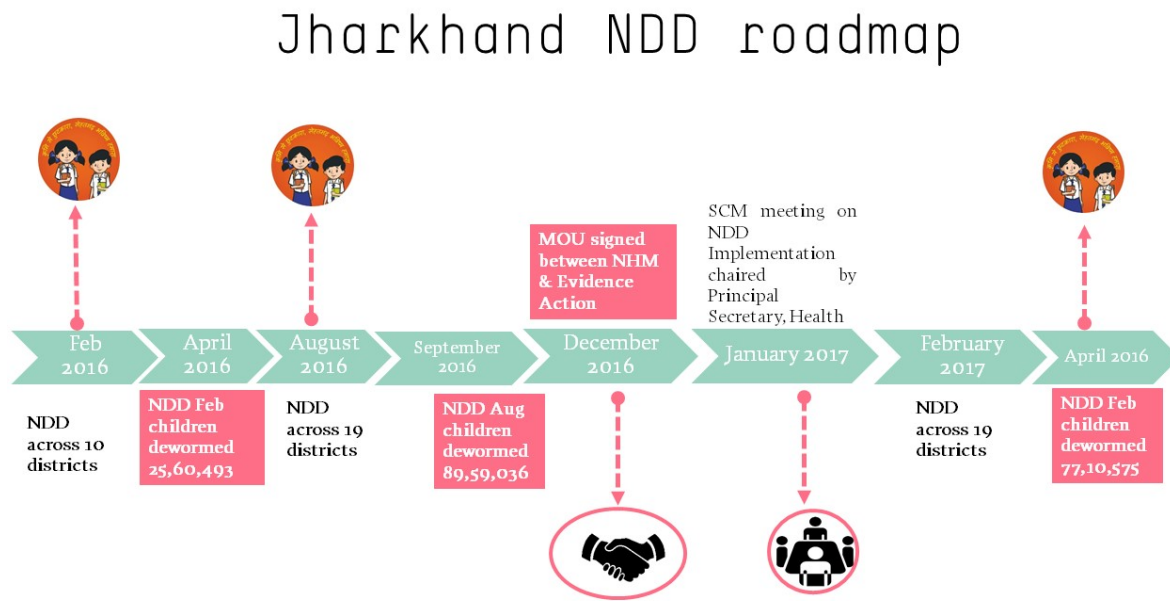 Jharkhand NDD roadmap
SCM meeting on
NDD
Implementation
chaired by
Principal
Secretary, Health
MOU signed
between NHM
& Evidence
Action
Feb
2016
April
2016
August
2016
September
2016
December
2016
January 2017
February
2017
April 2016
NDD
across 10
districts
NDD Feb
children
dewormed
25,60,493
NDD
across 19
districts
NDD Aug
children
dewormed
89,59,036
NDD
across 19
districts
NDD Feb
children
dewormed
77,10,575